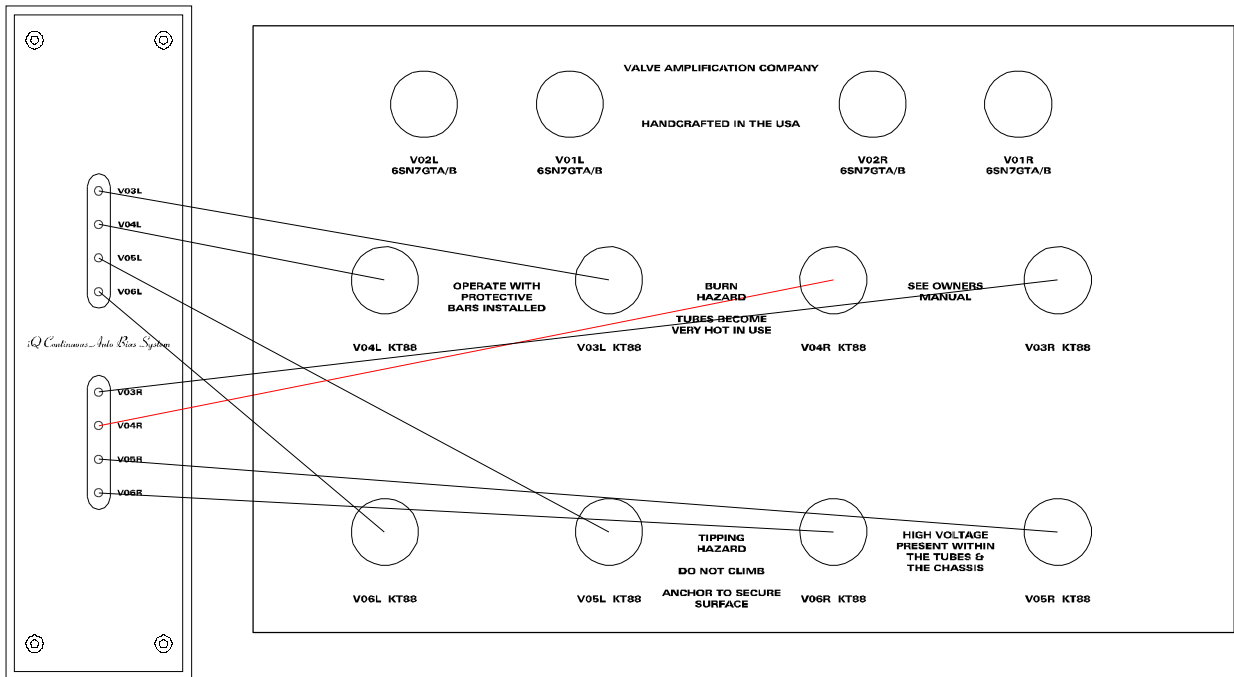 VALVE AMPLIFICATION COMPANY
HANDCRAFTED IN THE USA
V02L
6SN7GTA/B
V01L
6SN7GTA/B
V02R
6SN7GTA/B
V01R
6SN7GTA/B
V03L
V04L
V05L
V06L
iQ Continuous Auto Bias System
V03R
V04R
V05R
V06R
OPERATE WITH
PROTECTIVE
BARS INSTALLED
BURN
HAZARD
TUBES BECOME
VERY HOT IN USE
SEE OWNERS
MANUAL
V04L KT88
V03L KT88
V04R KT88
V03R KT88
TIPPING
HAZARD
DO NOT CLIMB
ANCHOR TO SECURE
SURFACE
HIGH VOLTAGE
PRESENT WITHIN
THE TUBES &
THE CHASSIS
V06L KT88
V05L KT88
V06R KT88
V05R KT88